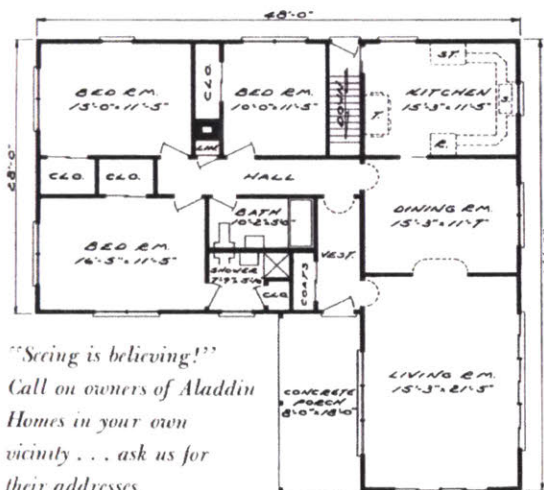 48'-0"
28'-0"
BED RM.
15'-0"x11'-5"
CLO.
BED RM.
10'-0"x11'-5"
DOWN
ST.
KITCHEN
15'-3"x11'-5"
T.
S.
R.
LIN.
CLO.
CLO.
HALL
BATH
DINING RM.
15'-3"x11'-7"
BED RM.
16'-5"x11'-5"
SHOWER
VEST.
COATS
CLO.
LIVING RM.
15'-3"x21'-5"
CONCRETE
PORCH
8'-0"x18'-0"
"Seeing is believing!"
Call on owners of Aladdin
Homes in your own
vicinity . . . ask us for
their addresses